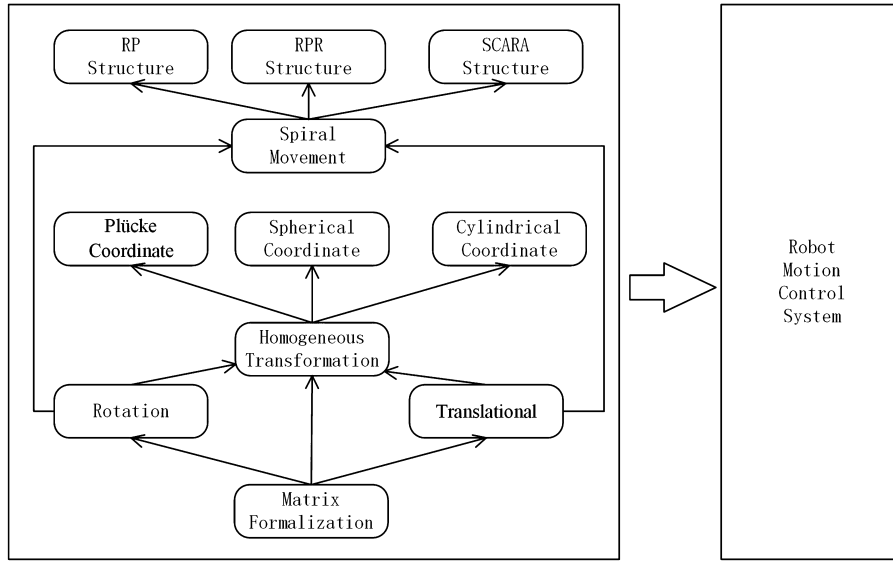 RP
Structure
RPR
Structure
SCARA
Structure
Spiral
Movement
Plücke
Coordinate
Spherical
Coordinate
Cylindrical
Coordinate
Homogeneous
Transformation
Rotation
Translational
Matrix
Formalization
Robot
Motion
Control
System